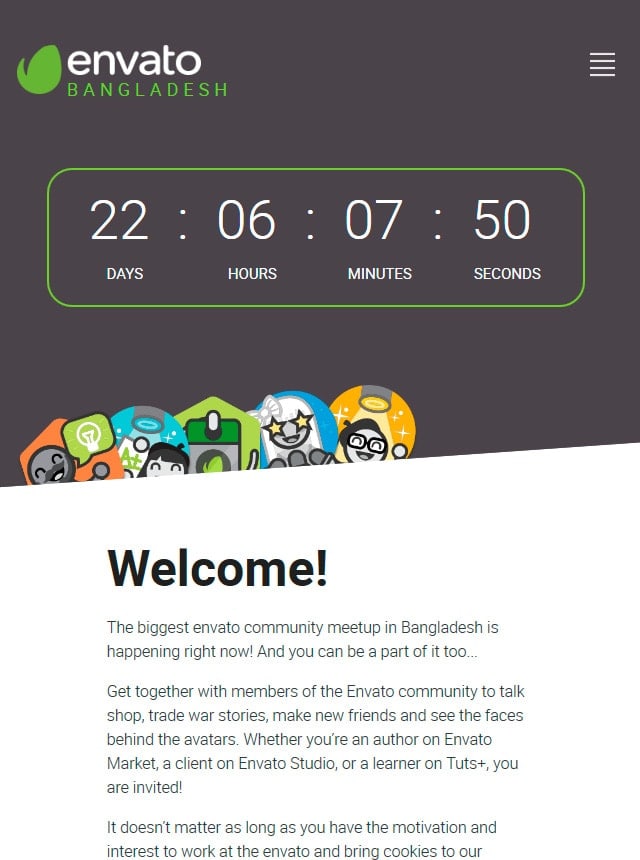 envato
BANGLADESH
22 : 06 : 07 : 50
DAYS HOURS MINUTES SECONDS
Welcome!
The biggest envato community meetup in Bangladesh is
happening right now! And you can be a part of it too...
Get together with members of the Envato community to talk
shop, trade war stories, make new friends and see the faces
behind the avatars. Whether you’re an author on Envato
Market, a client on Envato Studio, or a learner on Tuts+, you
are invited!
It doesn’t matter as long as you have the motivation and
interest to work at the envato and bring cookies to our